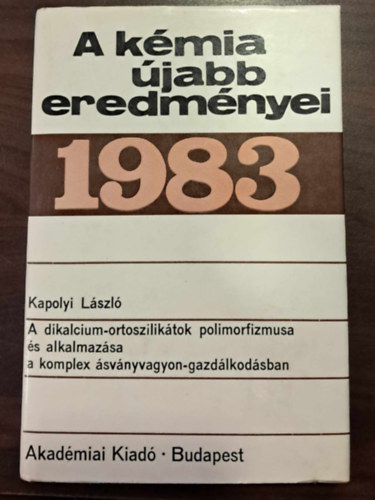 A kémia
újabb
eredményei
1983
Kapolyi László
A dikalcium-ortoszilikátok polimorfizmusa
és alkalmazása
a komplex ásványvagyon-gazdálkodásban
Akadémiai Kiadó · Budapest